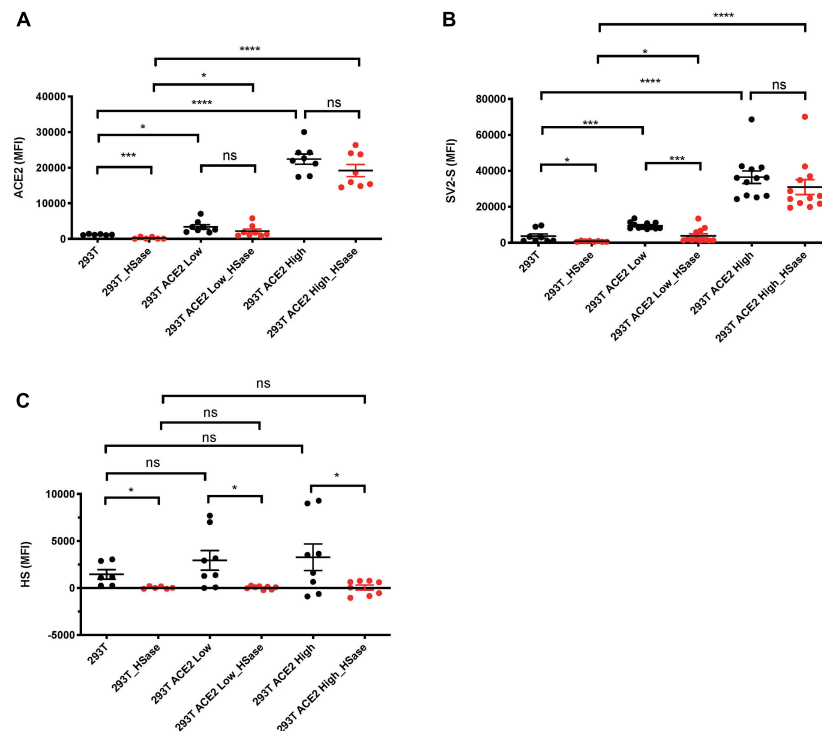 A
****
*
****
ns
*
***
ns
ACE2 (MFI)
40000
30000
20000
10000
0
293T
293T_HSase
293T ACE2 Low
293T ACE2 Low_HSase
293T ACE2 High
293T ACE2 High_HSase
B
****
*
****
ns
***
*
***
SV2-S (MFI)
80000
60000
40000
20000
0
293T
293T_HSase
293T ACE2 Low
293T ACE2 Low_HSase
293T ACE2 High
293T ACE2 High_HSase
C
ns
ns
ns
ns
*
*
*
HS (MFI)
10000
5000
0
-5000
293T
293T_HSase
293T ACE2 Low
293T ACE2 Low_HSase
293T ACE2 High
293T ACE2 High_HSase